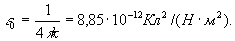 ε₀ = 1 / 4πk = 8,85·10⁻¹² Кл² /(Н · м²).